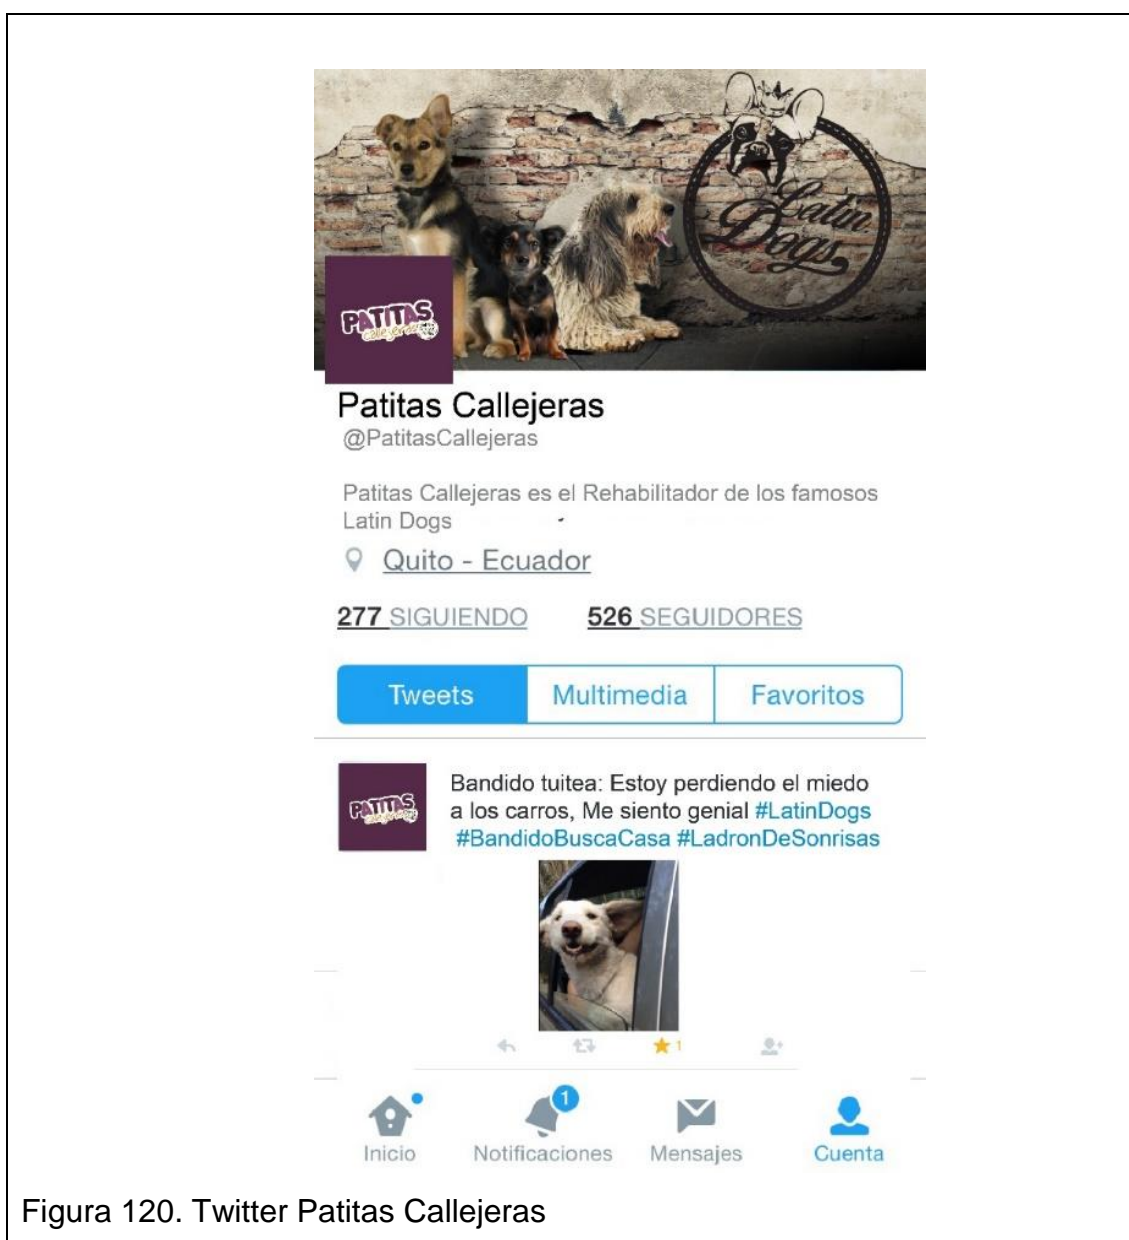 Latin
Dogs
PATITAS
callejeras
Patitas Callejeras
@PatitasCallejeras
Patitas Callejeras es el Rehabilitador de los famosos
Latin Dogs
Quito - Ecuador
277 SIGUIENDO 526 SEGUIDORES
Tweets Multimedia Favoritos
PATITAS
callejeras
Bandido tuitea: Estoy perdiendo el miedo
a los carros, Me siento genial #LatinDogs
#BandidoBuscaCasa #LadronDeSonrisas
1
1
Inicio Notificaciones Mensajes Cuenta
Figura 120. Twitter Patitas Callejeras